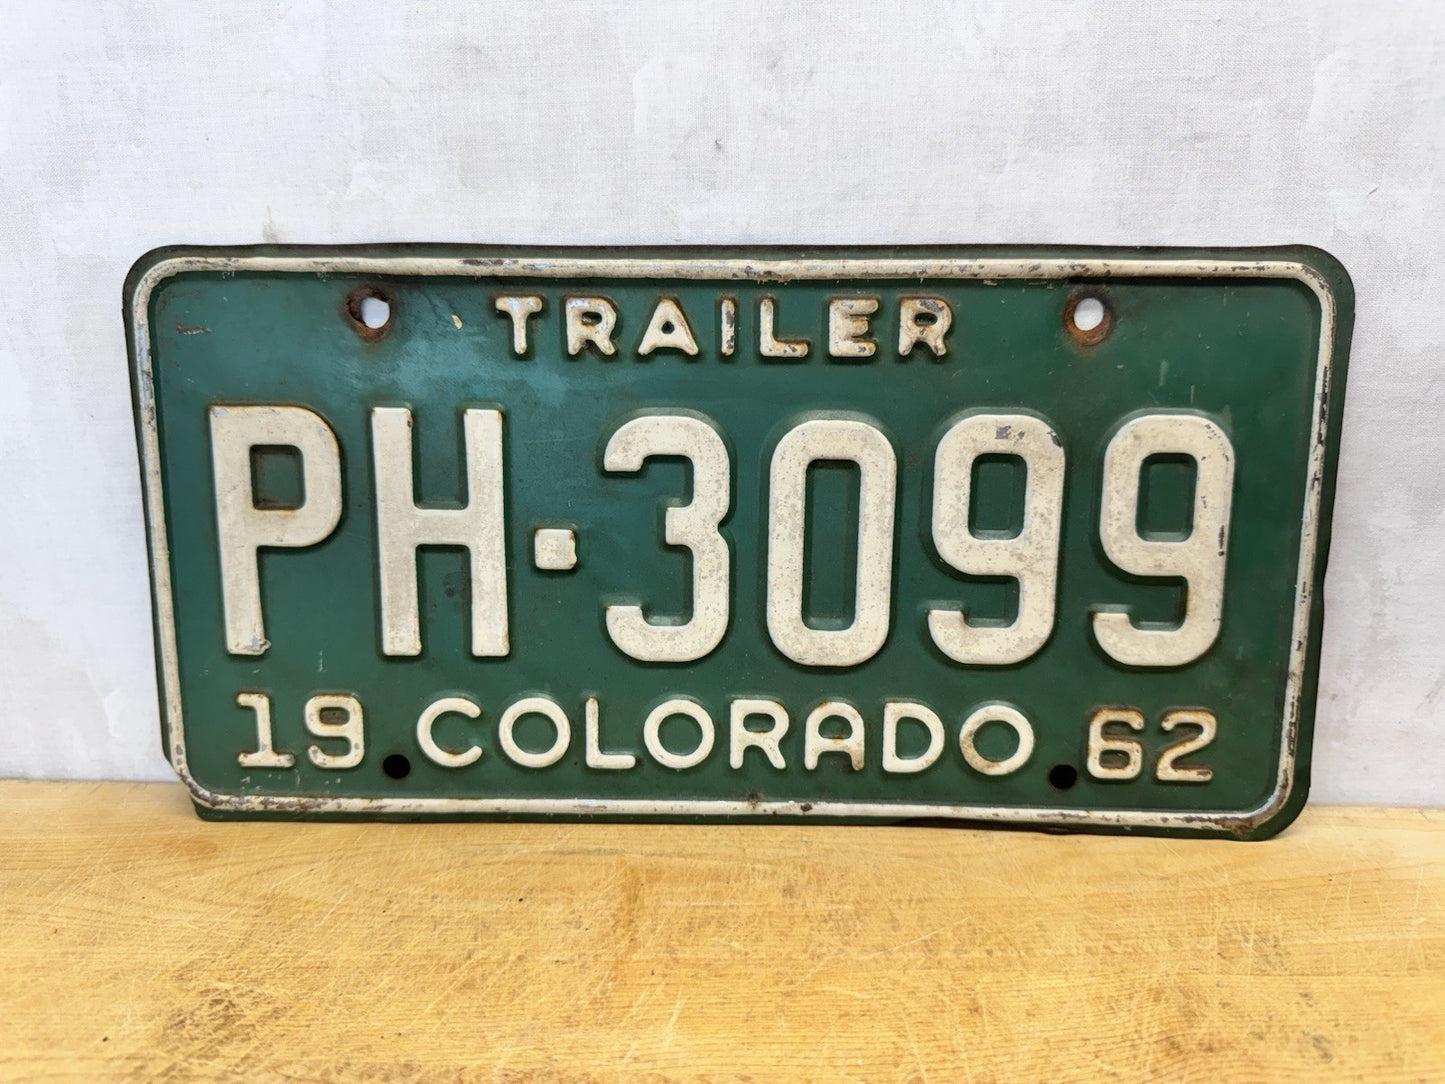 TRAILER
PH·3099
19 COLORADO 62